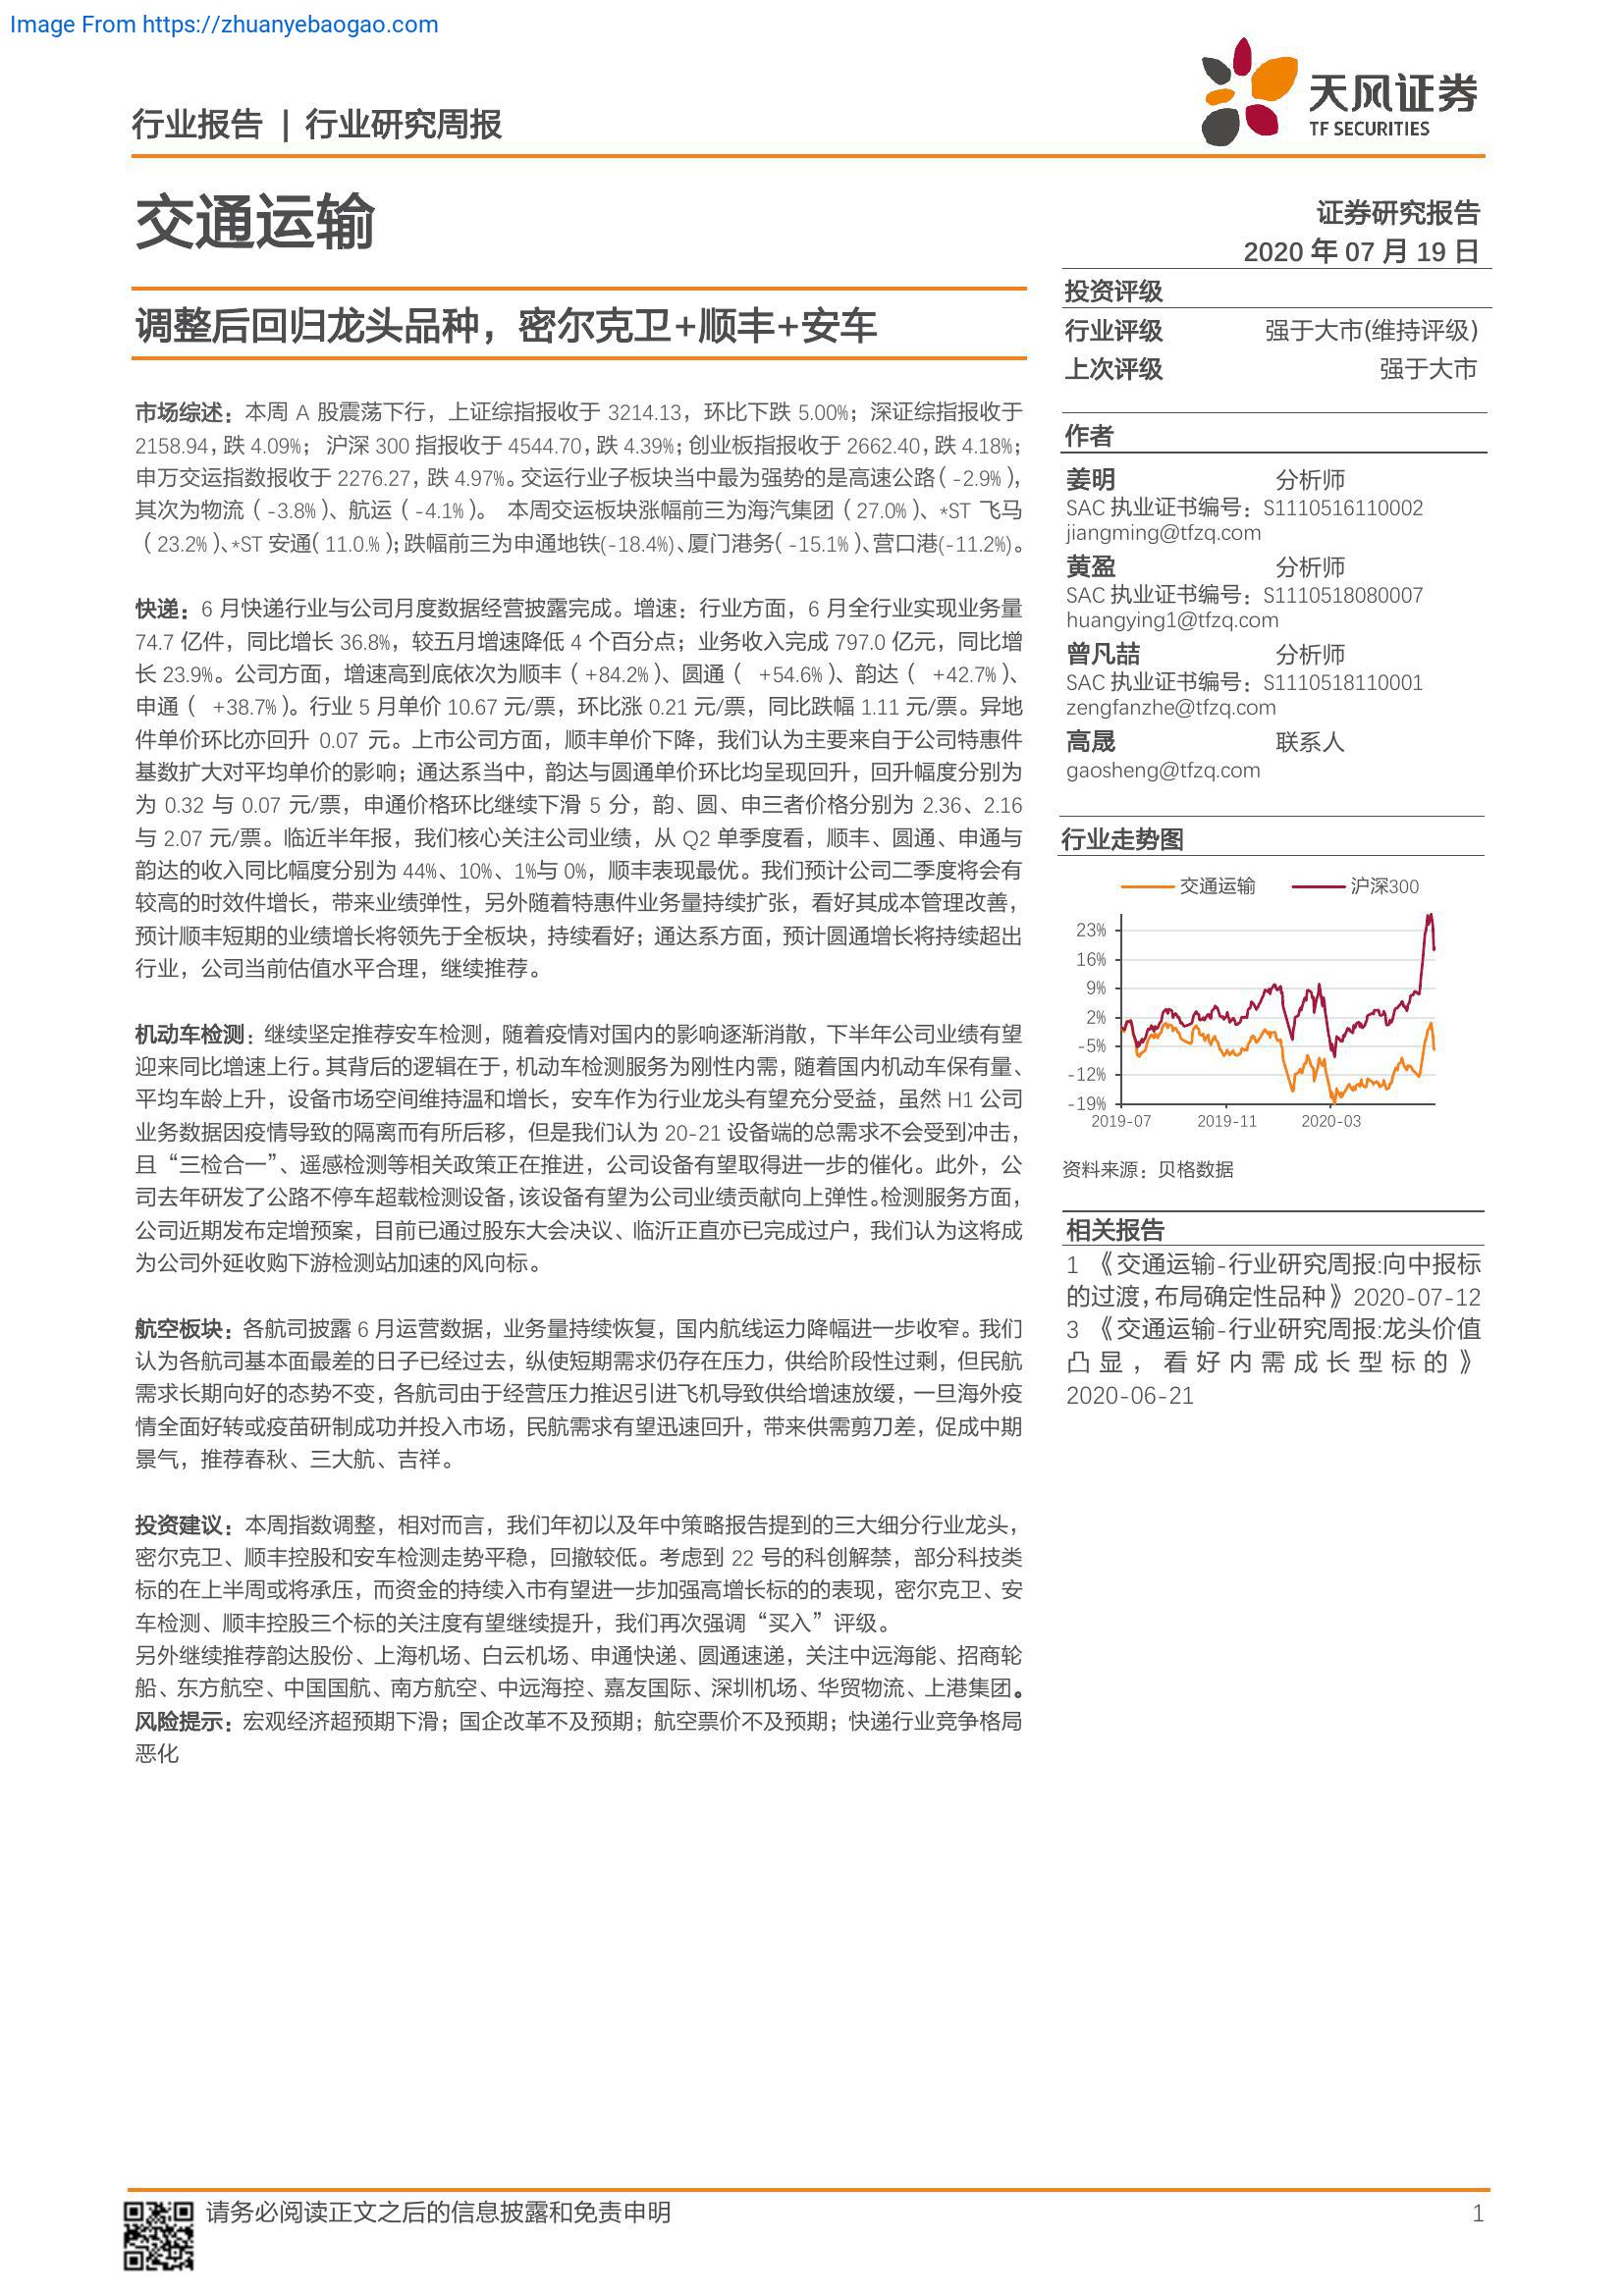 Image From https://zhuanyebaogao.com
天风证券
TF SECURITIES
行业报告 | 行业研究周报
交通运输
证券研究报告
2020 年 07 月 19 日
调整后回归龙头品种，密尔克卫+顺丰+安车
市场综述：本周 A 股震荡下行，上证综指报收于 3214.13，环比下跌 5.00%；深证综指报收于
2158.94，跌 4.09%； 沪深 300 指报收于 4544.70，跌 4.39%；创业板指报收于 2662.40，跌 4.18%；
申万交运指数报收于 2276.27，跌 4.97%。交运行业子板块当中最为强势的是高速公路（ -2.9% ），
其次为物流（ -3.8% ）、航运（ -4.1% ）。 本周交运板块涨幅前三为海汽集团（ 27.0% ）、*ST 飞马
（ 23.2% ）、*ST 安通（ 11.0.% ）；跌幅前三为申通地铁(-18.4%)、厦门港务( -15.1% )、营口港(-11.2%)。
快递：6 月快递行业与公司月度数据经营披露完成。增速：行业方面，6 月全行业实现业务量
74.7 亿件，同比增长 36.8%，较五月增速降低 4 个百分点；业务收入完成 797.0 亿元，同比增
长 23.9%。公司方面，增速高到底依次为顺丰（ +84.2% ）、圆通（ +54.6% ）、韵达（ +42.7% ）、
申通（ +38.7% ）。行业 5 月单价 10.67 元/票，环比涨 0.21 元/票，同比跌幅 1.11 元/票。异地
件单价环比亦回升 0.07 元。上市公司方面，顺丰单价下降，我们认为主要来自于公司特惠件
基数扩大对平均单价的影响；通达系当中，韵达与圆通单价环比均呈现回升，回升幅度分别为
为 0.32 与 0.07 元/票，申通价格环比继续下滑 5 分，韵、圆、申三者价格分别为 2.36、2.16
与 2.07 元/票。临近半年报，我们核心关注公司业绩，从 Q2 单季度看，顺丰、圆通、申通与
韵达的收入同比幅度分别为 44%、10%、1%与 0%，顺丰表现最优。我们预计公司二季度将会有
较高的时效件增长，带来业绩弹性，另外随着特惠件业务量持续扩张，看好其成本管理改善，
预计顺丰短期的业绩增长将领先于全板块，持续看好；通达系方面，预计圆通增长将持续超出
行业，公司当前估值水平合理，继续推荐。
机动车检测：继续坚定推荐安车检测，随着疫情对国内的影响逐渐消散，下半年公司业绩有望
迎来同比增速上行。其背后的逻辑在于，机动车检测服务为刚性内需，随着国内机动车保有量、
平均车龄上升，设备市场空间维持温和增长，安车作为行业龙头有望充分受益，虽然 H1 公司
业务数据因疫情导致的隔离而有所后移，但是我们认为 20-21 设备端的总需求不会受到冲击，
且“三检合一”、遥感检测等相关政策正在推进，公司设备有望取得进一步的催化。此外，公
司去年研发了公路不停车超载检测设备，该设备有望为公司业绩贡献向上弹性。检测服务方面，
公司近期发布定增预案，目前已通过股东大会决议、临沂正直亦已完成过户，我们认为这将成
为公司外延收购下游检测站加速的风向标。
航空板块：各航司披露 6 月运营数据，业务量持续恢复，国内航线运力降幅进一步收窄。我们
认为各航司基本面最差的日子已经过去，纵使短期需求仍存在压力，供给阶段性过剩，但民航
需求长期向好的态势不变，各航司由于经营压力推迟引进飞机导致供给增速放缓，一旦海外疫
情全面好转或疫苗研制成功并投入市场，民航需求有望迅速回升，带来供需剪刀差，促成中期
景气，推荐春秋、三大航、吉祥。
投资建议：本周指数调整，相对而言，我们年初以及年中策略报告提到的三大细分行业龙头，
密尔克卫、顺丰控股和安车检测走势平稳，回撤较低。考虑到 22 号的科创解禁，部分科技类
标的在上半周或将承压，而资金的持续入市有望进一步加强高增长标的的表现，密尔克卫、安
车检测、顺丰控股三个标的关注度有望继续提升，我们再次强调“买入”评级。
另外继续推荐韵达股份、上海机场、白云机场、申通快递、圆通速递，关注中远海能、招商轮
船、东方航空、中国国航、南方航空、中远海控、嘉友国际、深圳机场、华贸物流、上港集团。
风险提示：宏观经济超预期下滑；国企改革不及预期；航空票价不及预期；快递行业竞争格局
恶化
投资评级
行业评级 强于大市(维持评级)
上次评级 强于大市
作者
姜明 分析师
SAC 执业证书编号：S1110516110002
jiangming@tfzq.com
黄盈 分析师
SAC 执业证书编号：S1110518080007
huangying1@tfzq.com
曾凡喆 分析师
SAC 执业证书编号：S1110518110001
zengfanzhe@tfzq.com
高晟 联系人
gaosheng@tfzq.com
行业走势图
交通运输 沪深300
23%
16%
9%
2%
-5%
-12%
-19%
2019-07 2019-11 2020-03
资料来源：贝格数据
相关报告
1 《交通运输-行业研究周报:向中报标
的过渡，布局确定性品种》 2020-07-12
3 《交通运输-行业研究周报:龙头价值
凸显，看好内需成长型标的》
2020-06-21
请务必阅读正文之后的信息披露和免责申明
1